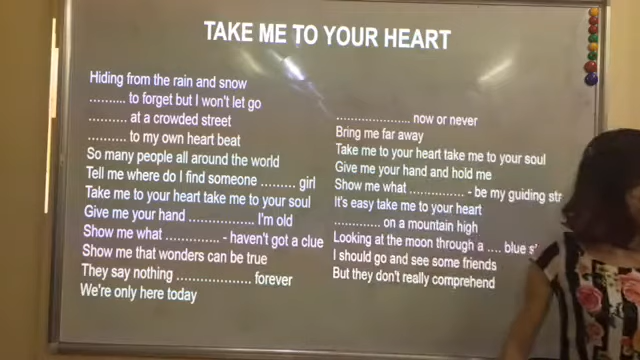 TAKE ME TO YOUR HEART
Hiding from the rain and snow
.......... to forget but I won't let go
.......... at a crowded street
.......... to my own heart beat
So many people all around the world
Tell me where do I find someone ......... girl
Take me to your heart take me to your soul
Give me your hand ................. I'm old
Show me what .............. - haven't got a clue
Show me that wonders can be true
They say nothing ................... forever
We're only here today
.................... now or never
Bring me far away
Take me to your heart take me to your soul
Give me your hand and hold me
Show me what .............. - be my guiding
It's easy take me to your heart
............ on a mountain high
Looking at the moon through a .... blue
I should go and see some friends
But they don't really comprehend